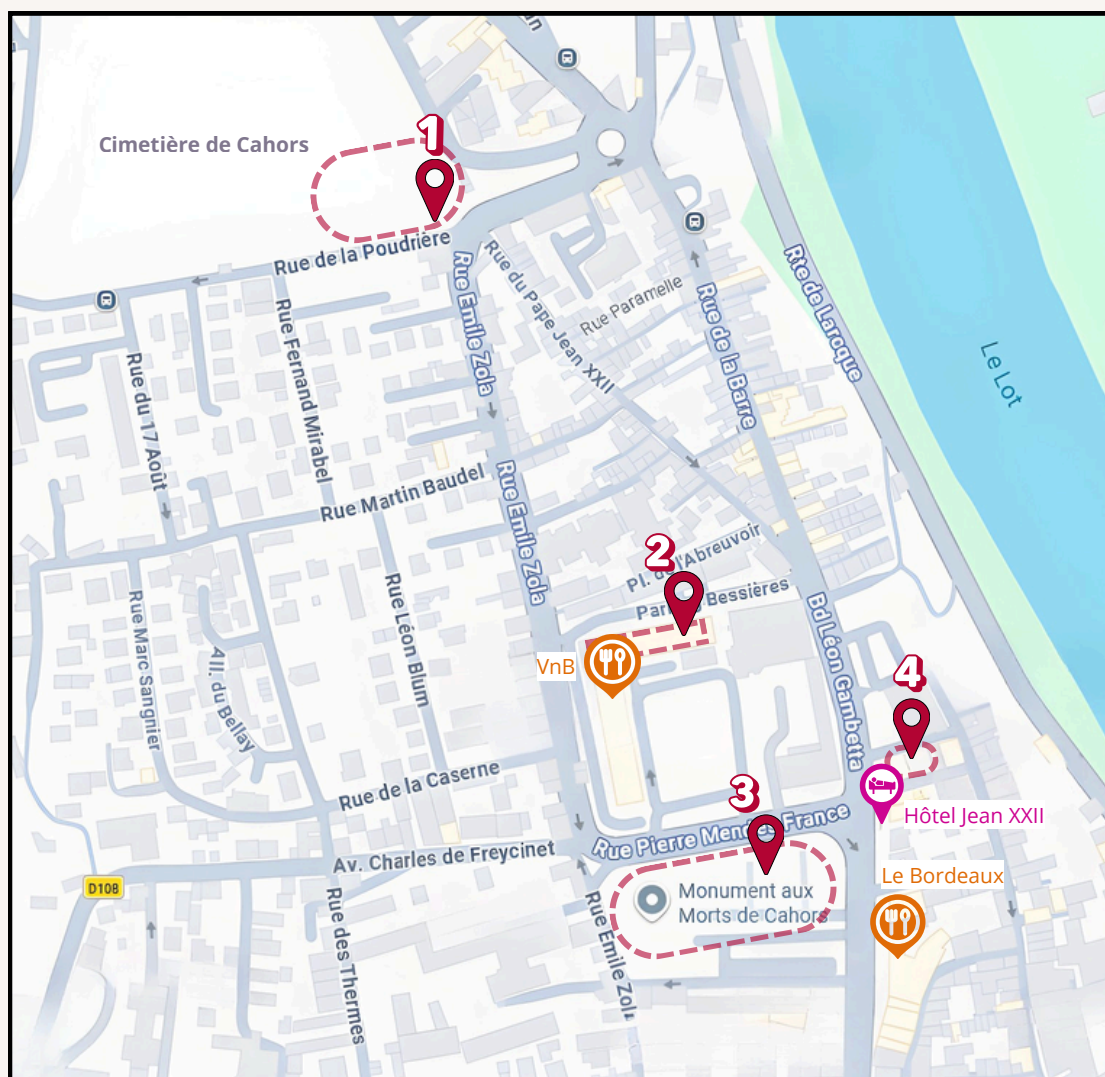 Cimetière de Cahors
1
Rue de la Poudrière
Rue Emile Zola
Rue du Pape Jean XXII
Rue Paramelle
Rue de la Barre
Rte de Laroque
Le Lot
Rue Fernand Mirabel
Rue du 17 Août
Rue Martin Baudel
Rue Emile Zola
2
Pl. de l'Abreuvoir
Bessières
Bd Léon Gambetta
Rue Marc Sangnier
All. du Bellay
Rue Léon Blum
VnB
4
Rue de la Caserne
3
Hôtel Jean XXII
Rue Pierre Mendès France
Av. Charles de Freycinet
D108
Le Bordeaux
Monument aux
Morts de Cahors
Rue des Thermes
Rue Emile Zola